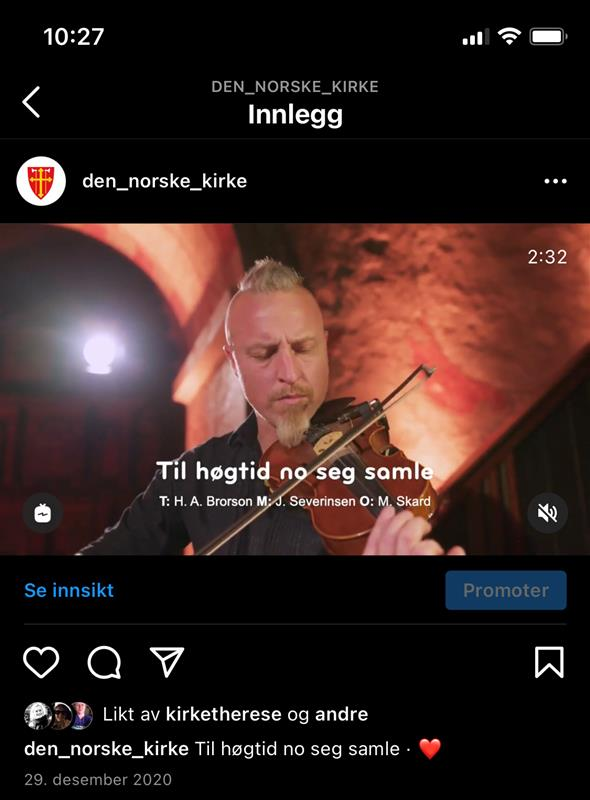 10:27
DEN_NORSKE_KIRKE
Innlegg
den_norske_kirke
2:32
Til høgtid no seg samle
T: H. A. Brorson M: J. Severinsen O: M. Skard
Se innsikt
Promoter
Likt av kirketherese og andre
den_norske_kirke Til høgtid no seg samle · ❤️
29. desember 2020